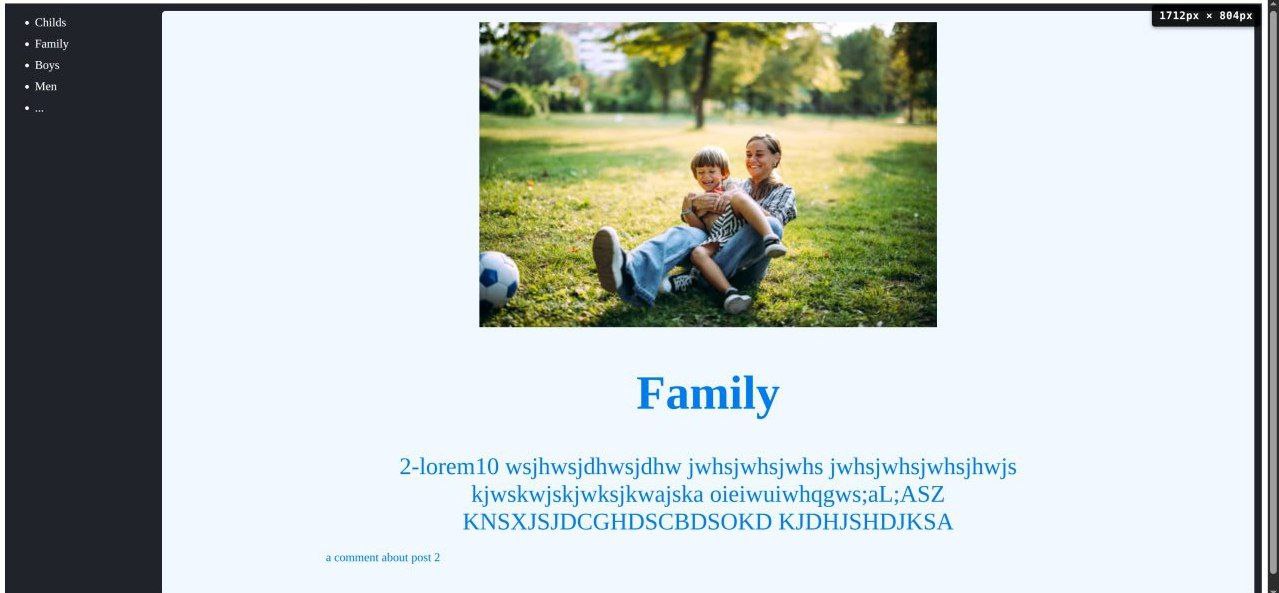 Childs
Family
Boys
Men
...
1712px × 804px
Family
2-lorem10 wsjhwsjdhwsjdhw jwhsjwhsjwhs jwhsjwhsjwhsjhwjs
kjwskwjskjwksjkwajska oieiwuiwhqgws;aL;ASZ
KNSXJSJDCGHDSCBDSOKD KJDHJSHDJKSA
a comment about post 2